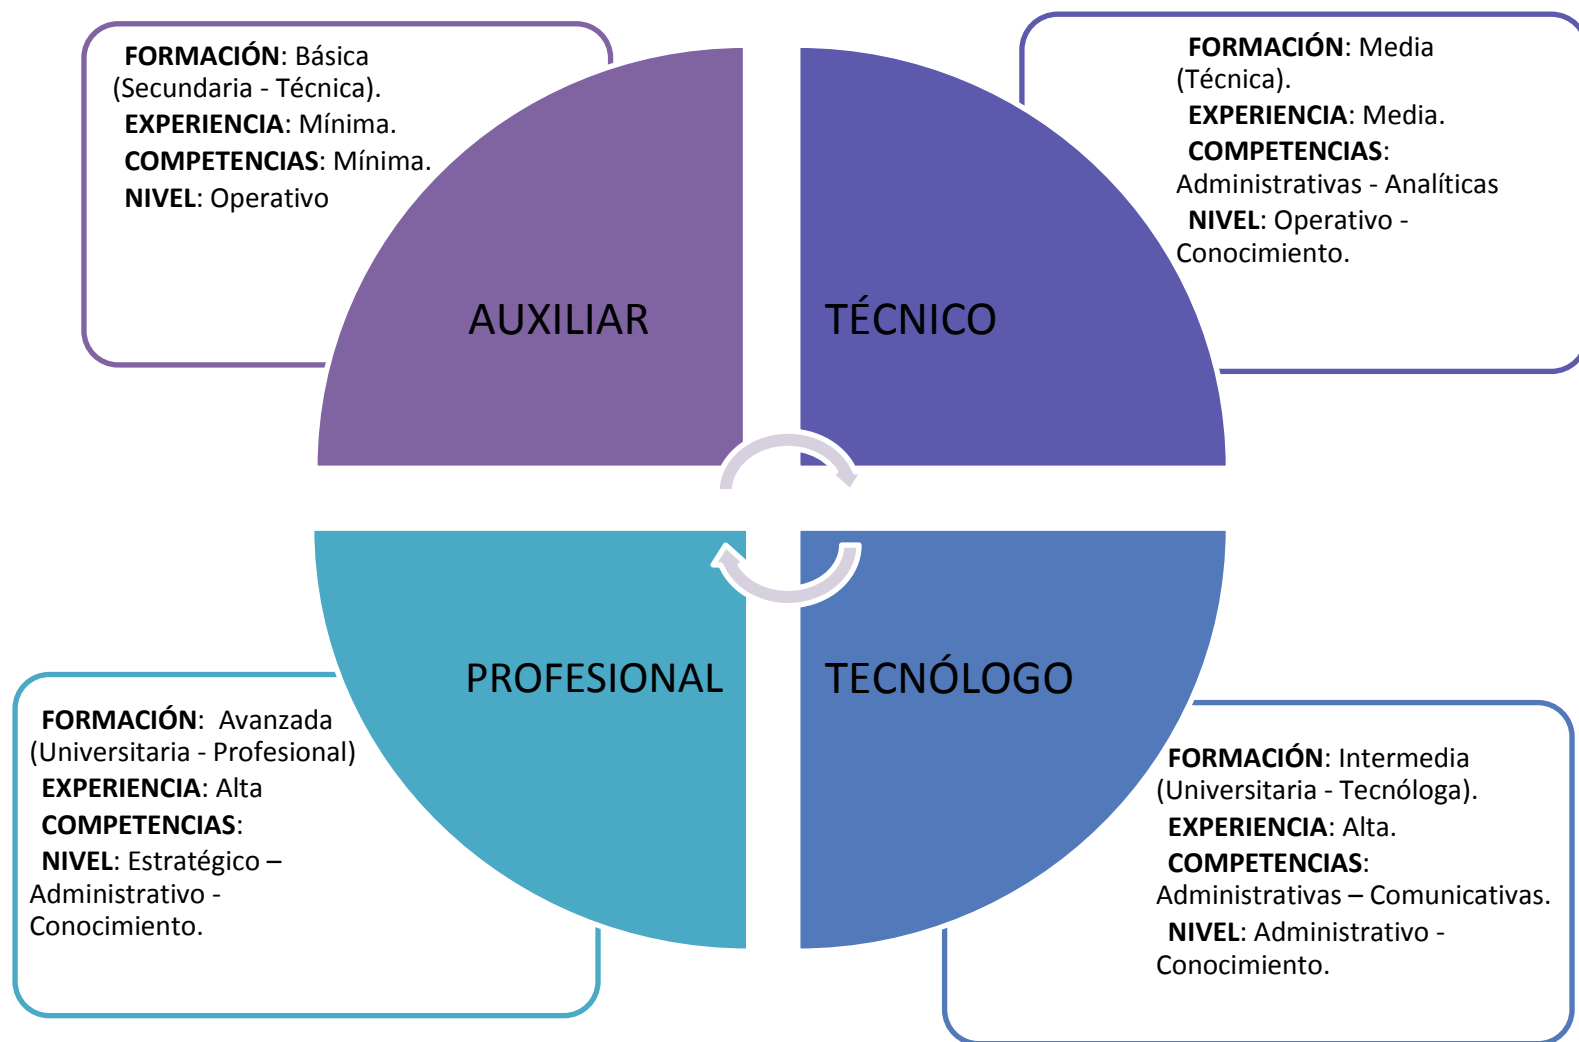 FORMACIÓN: Básica
(Secundaria - Técnica).
EXPERIENCIA: Mínima.
COMPETENCIAS: Mínima.
NIVEL: Operativo
FORMACIÓN: Media
(Técnica).
EXPERIENCIA: Media.
COMPETENCIAS:
Administrativas - Analíticas
NIVEL: Operativo -
Conocimiento.
AUXILIAR
TÉCNICO
PROFESIONAL
TECNÓLOGO
FORMACIÓN: Avanzada
(Universitaria - Profesional)
EXPERIENCIA: Alta
COMPETENCIAS:
NIVEL: Estratégico –
Administrativo -
Conocimiento.
FORMACIÓN: Intermedia
(Universitaria - Tecnóloga).
EXPERIENCIA: Alta.
COMPETENCIAS:
Administrativas – Comunicativas.
NIVEL: Administrativo -
Conocimiento.